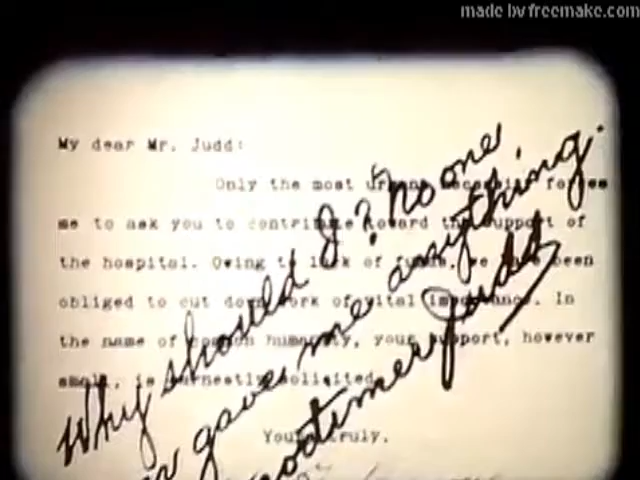 made by freemake.com
My dear Mr. Judd:
Only the most urgent necessity forces
me to ask you to contribute toward the support of
the hospital. Owing to lack of funds, we have been
obliged to cut down work of vital importance. In
the name of common humanity, your support, however
small, is earnestly solicited.
Yours truly,
Why should I? No one
ever gave me anything.
Mortimer Judd